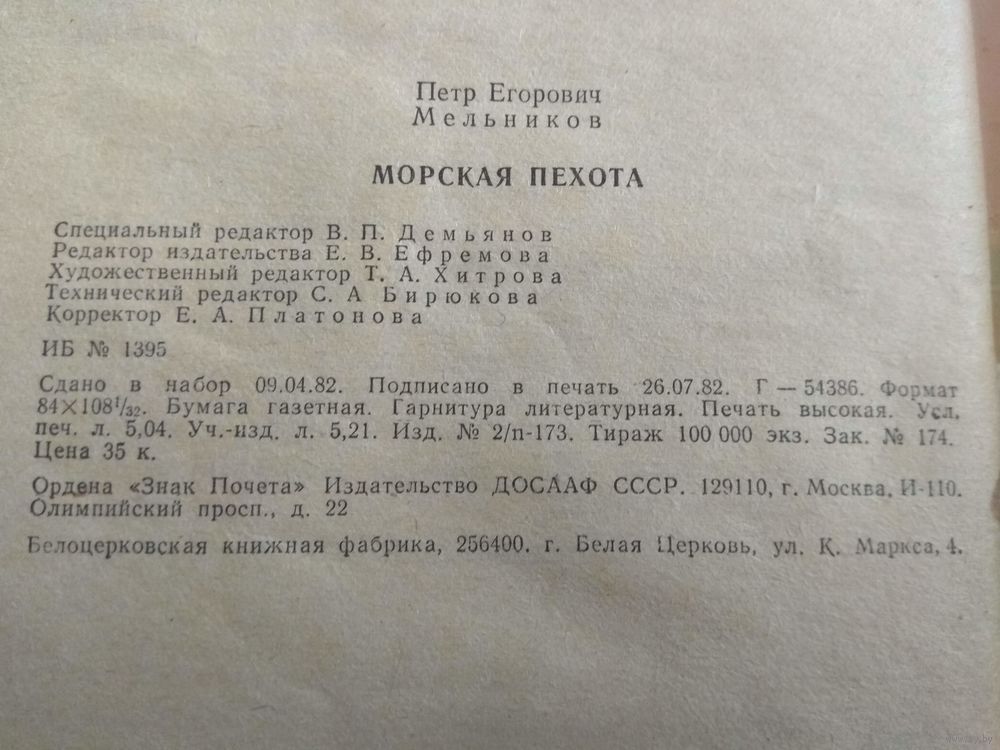 Петр Егорович
Мельников
МОРСКАЯ ПЕХОТА
Специальный редактор В. П. Демьянов
Редактор издательства Е. В. Ефремова
Художественный редактор Т. А. Хитрова
Технический редактор С. А Бирюкова
Корректор Е. А. Платонова
ИБ № 1395
Сдано в набор 09.04.82. Подписано в печать 26.07.82. Г — 54386. Формат
84×108¹/₃₂. Бумага газетная. Гарнитура литературная. Печать высокая. Усл.
печ. л. 5,04. Уч.-изд. л. 5,21. Изд. № 2/п-173. Тираж 100 000 экз. Зак. № 174.
Цена 35 к.
Ордена «Знак Почета» Издательство ДОСААФ СССР. 129110, г. Москва, И-110.
Олимпийский просп., д. 22
Белоцерковская книжная фабрика, 256400. г. Белая Церковь, ул. К. Маркса, 4.